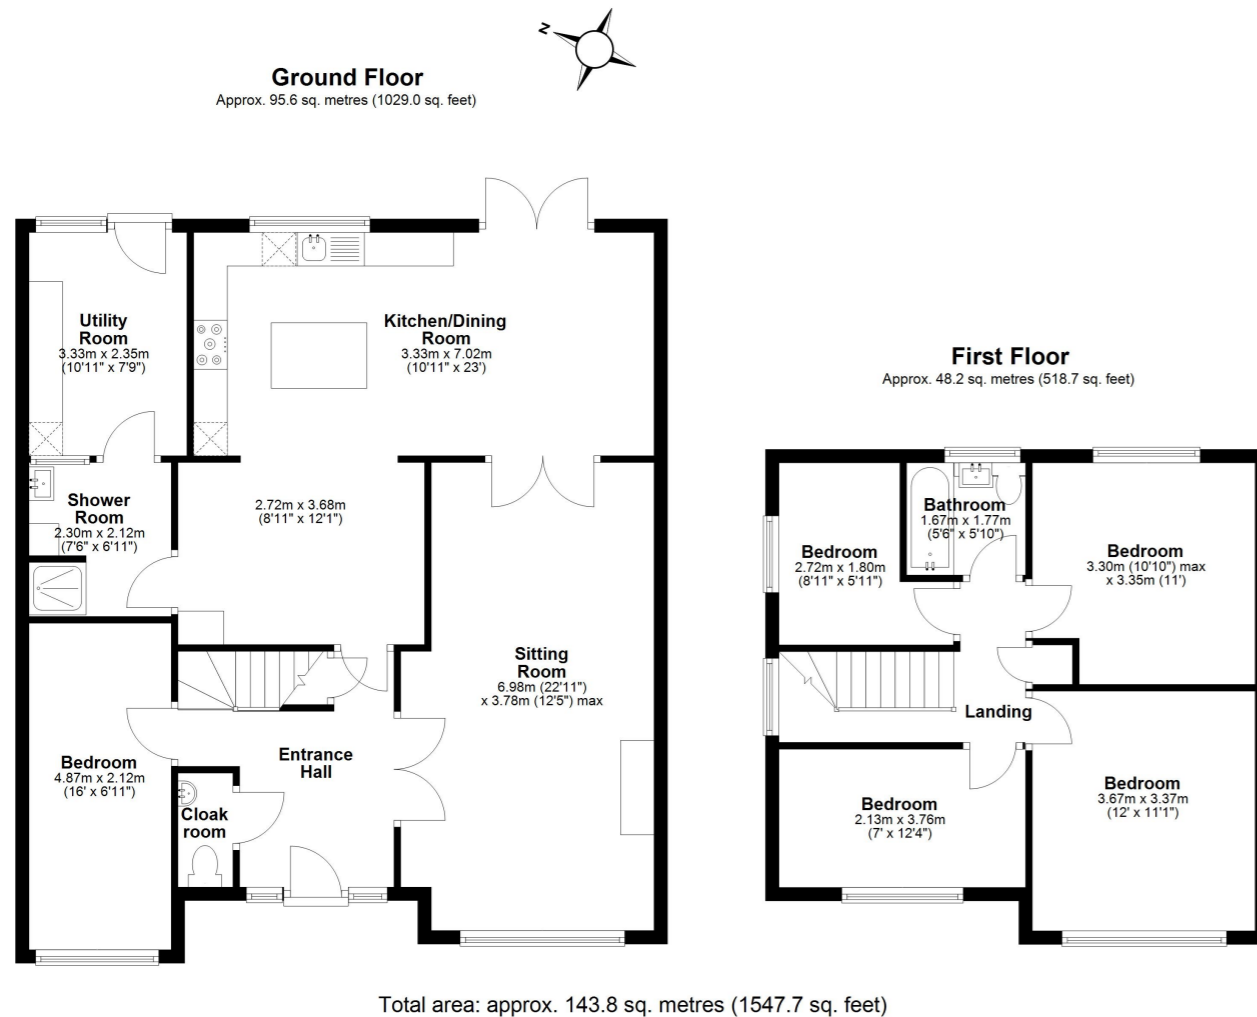 N
Ground Floor
Approx. 95.6 sq. metres (1029.0 sq. feet)
Utility
Room
3.33m x 2.35m
(10'11" x 7'9")
Kitchen/Dining
Room
3.33m x 7.02m
(10'11" x 23')
Shower
Room
2.30m x 2.12m
(7'6" x 6'11")
2.72m x 3.68m
(8'11" x 12'1")
Sitting
Room
6.98m (22'11")
x 3.78m (12'5") max
Bedroom
4.87m x 2.12m
(16' x 6'11")
Entrance
Hall
Cloak
room
First Floor
Approx. 48.2 sq. metres (518.7 sq. feet)
Bedroom
2.72m x 1.80m
(8'11" x 5'11")
Bathroom
1.67m x 1.77m
(5'6" x 5'10")
Bedroom
3.30m (10'10") max
x 3.35m (11')
Landing
Bedroom
2.13m x 3.76m
(7' x 12'4")
Bedroom
3.67m x 3.37m
(12' x 11'1")
Total area: approx. 143.8 sq. metres (1547.7 sq. feet)